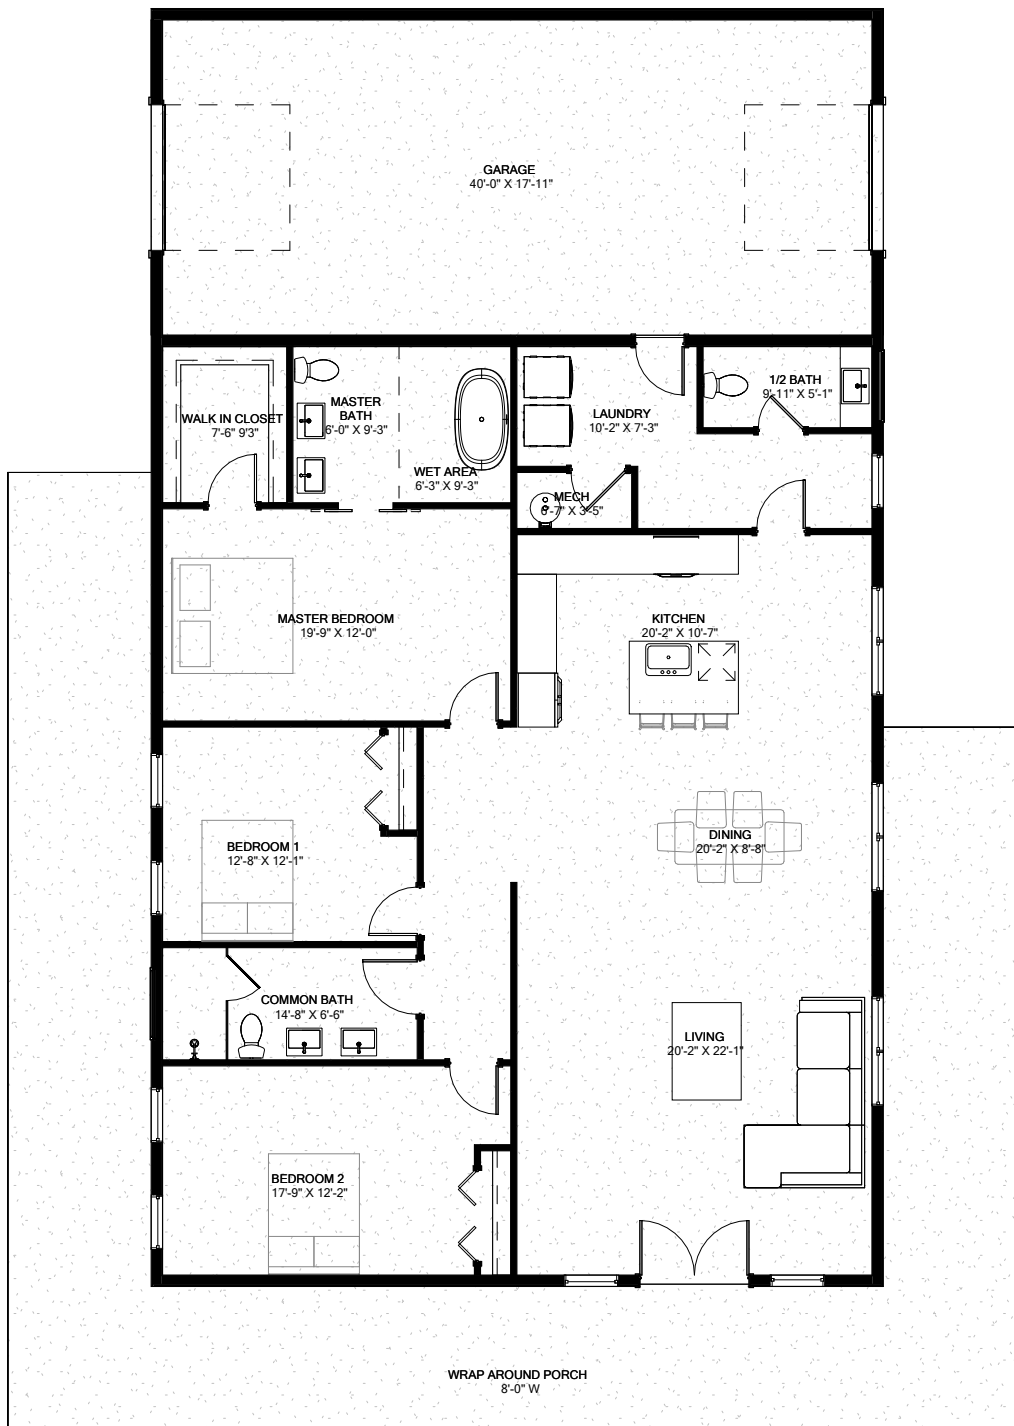 GARAGE
40'-0" X 17'-11"
1/2 BATH
9'-11" X 5'-1"
MASTER
BATH
6'-0" X 9'-3"
WALK IN CLOSET
7'-6" 9'3"
LAUNDRY
10'-2" X 7'-3"
WET AREA
6'-3" X 9'-3"
MECH
6'-7" X 3'-5"
MASTER BEDROOM
19'-9" X 12'-0"
KITCHEN
20'-2" X 10'-7"
DINING
20'-2" X 8'-8"
BEDROOM 1
12'-8" X 12'-1"
COMMON BATH
14'-8" X 6'-6"
LIVING
20'-2" X 22'-1"
BEDROOM 2
17'-9" X 12'-2"
WRAP AROUND PORCH
8'-0" W